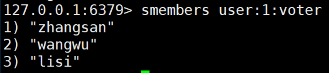 127.0.0.1:6379> smembers user:1:voter
1) "zhangsan"
2) "wangwu"
3) "lisi"